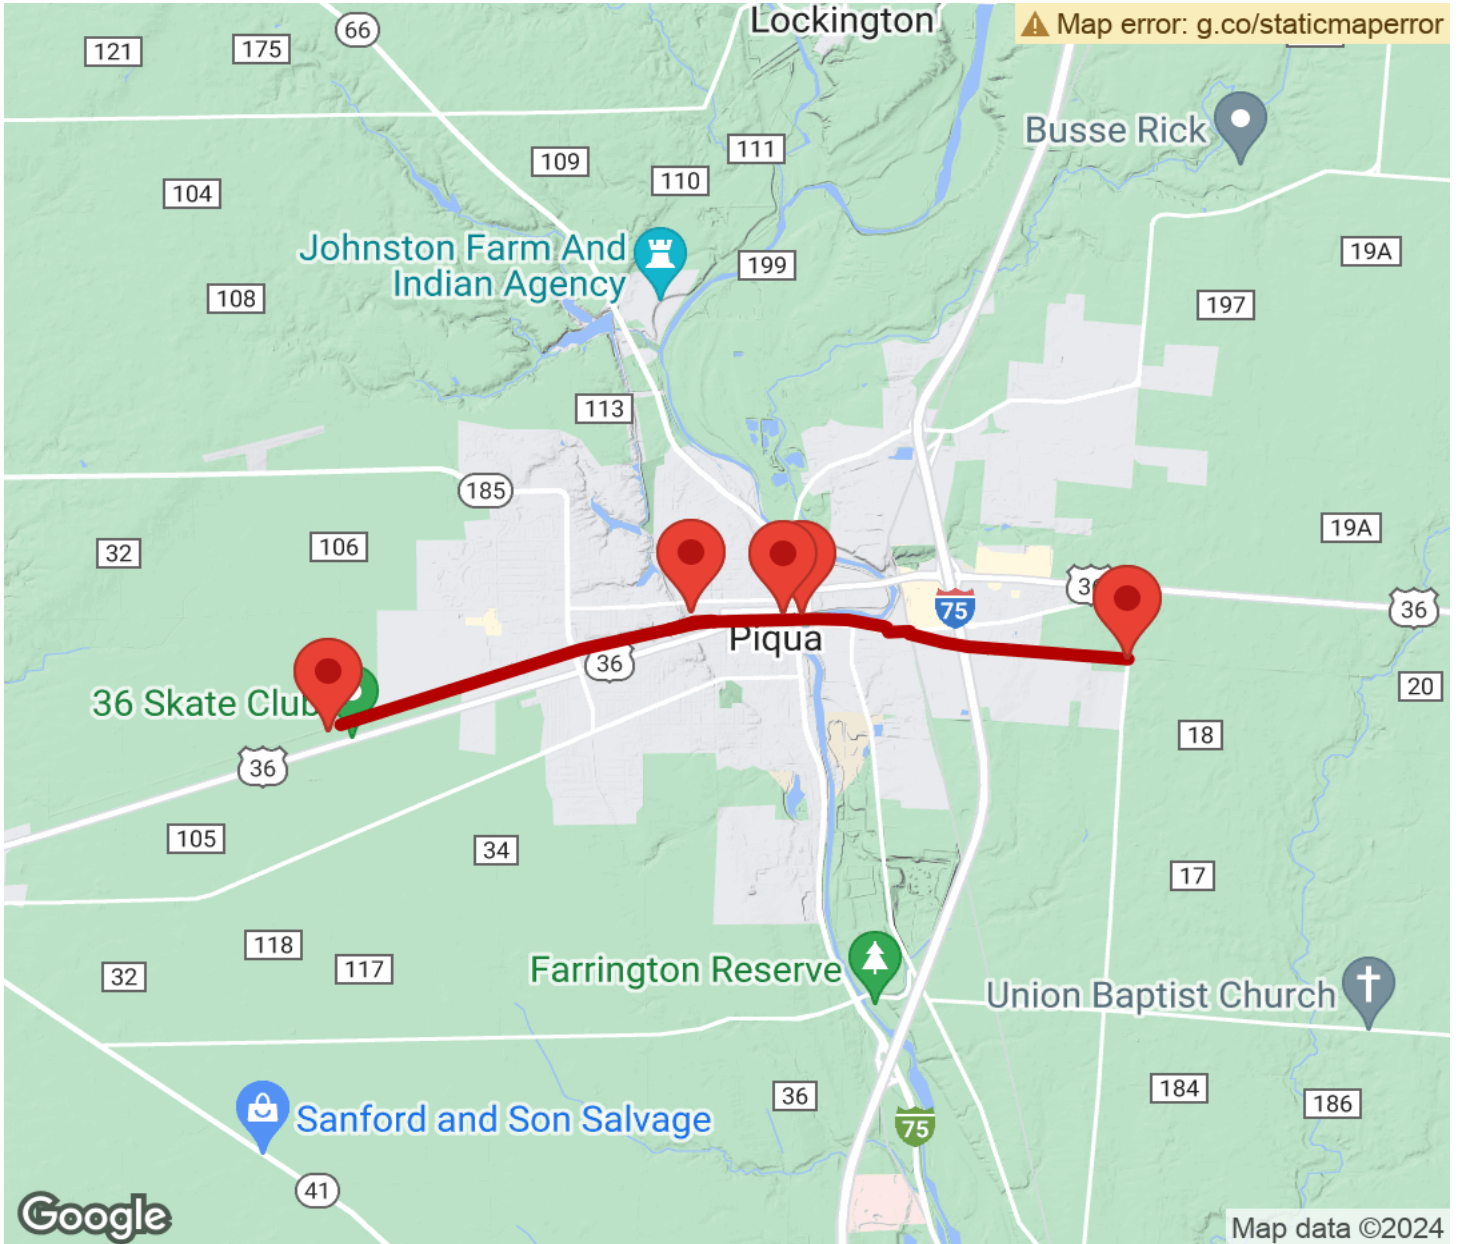 Lockington
Map error: g.co/staticmaperror
66
121
175
Busse Rick
111
109
110
104
Johnston Farm And
Indian Agency
199
19A
108
197
113
185
19A
32
106
36
75
36
Piqua
36
20
36 Skate Club
18
36
105
34
17
118
117
32
Farrington Reserve
Union Baptist Church
36
184
186
Sanford and Son Salvage
75
41
Google
Map data ©2024